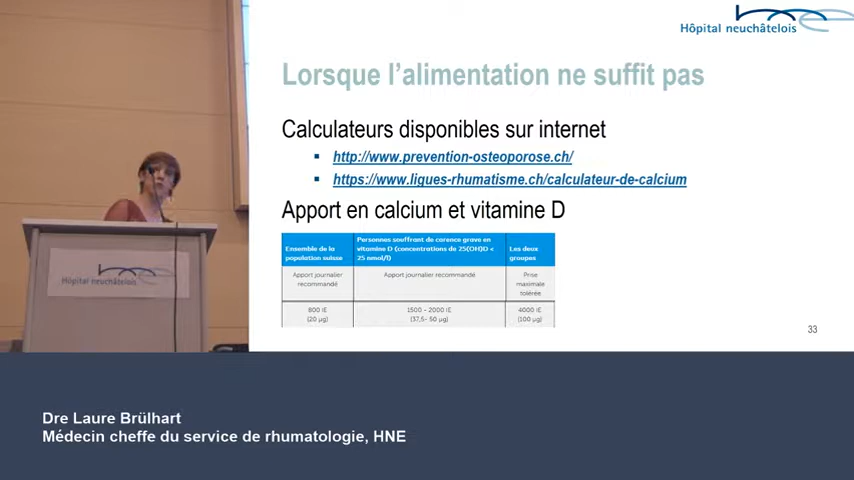 Hôpital neuchâtelois
Lorsque l'alimentation ne suffit pas
Calculateurs disponibles sur internet
▪ http://www.prevention-osteoporose.ch/
▪ https://www.ligues-rhumatisme.ch/calculateur-de-calcium
Apport en calcium et vitamine D
Ensemble de la population suisse
Personnes souffrant de carence grave en vitamine D (concentrations de 25(OH)D < 25 nmol/l)
Les deux groupes
Apport journalier recommandé
Apport journalier recommandé
Prise maximale tolérée
800 IE (20 µg)
1500 – 2000 IE (37,5- 50 µg)
4000 IE (100 µg)
33
Hôpital neuchâtelois
Dre Laure Brülhart
Médecin cheffe du service de rhumatologie, HNE